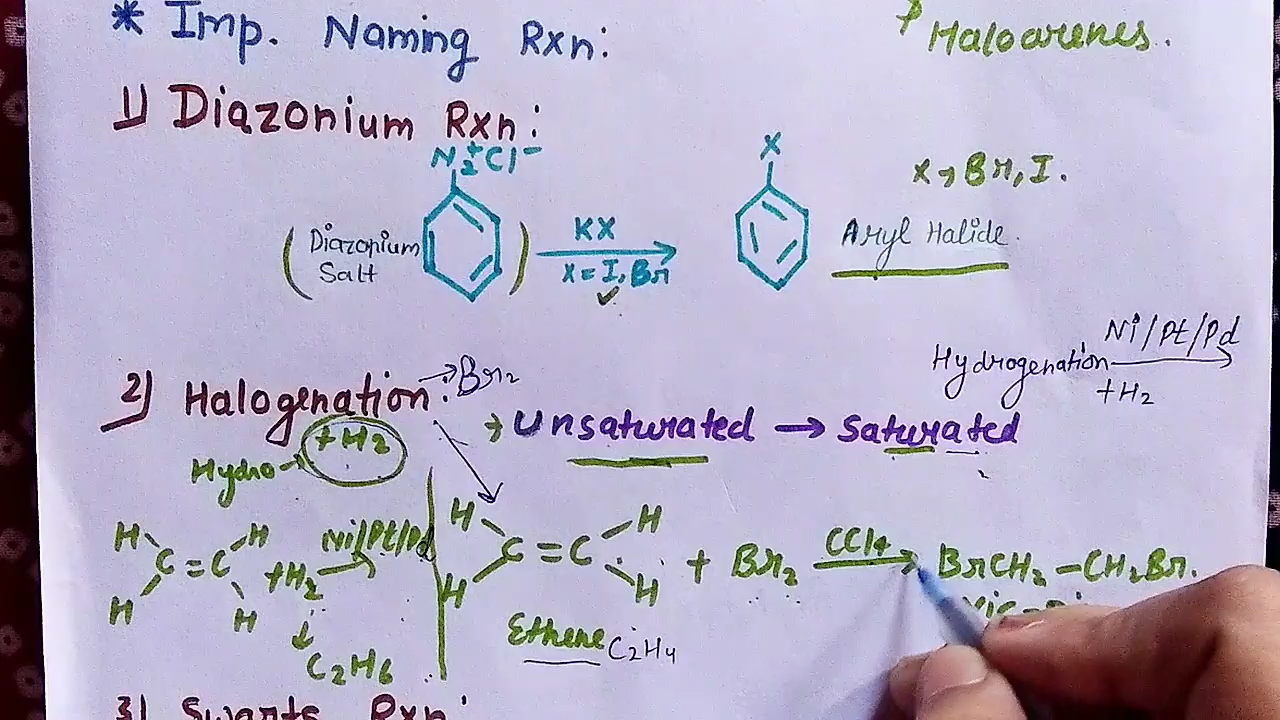 * Imp. Naming Rxn:
→ Haloarenes.
1) Diazonium Rxn:
N₂⁺Cl⁻
(Diazonium Salt)
KX
X = I, Br ✓
X
Aryl Halide.
X → Br, I.
Hydrogenation Ni/Pt/Pd → +H₂
2) Halogenation: → Br₂
→ Unsaturated → Saturated
Hydro +H₂
H H C = C H H + H₂ Ni/Pt/Pd →
↓
C₂H₆
H H C = C H H + Br₂ CCl₄ → BrCH₂ – CH₂Br.
Ethene C₂H₄
3) Swarts Rxn: